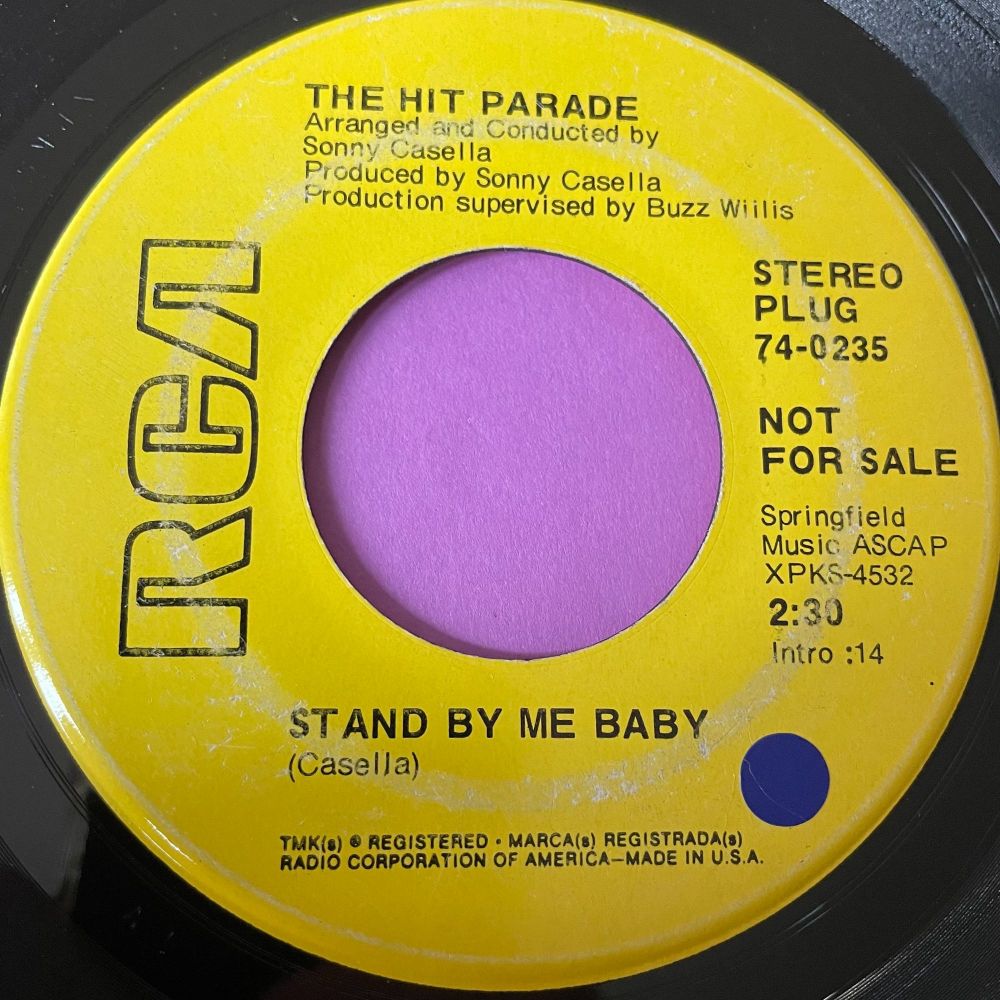 THE HIT PARADE
Arranged and Conducted by
Sonny Casella
Produced by Sonny Casella
Production supervised by Buzz Wiilis
RCA
STEREO
PLUG
74-0235
NOT
FOR SALE
Springfield
Music ASCAP
XPKS-4532
2:30
Intro :14
STAND BY ME BABY
(Casella)
TMK(s) ® REGISTERED • MARCA(s) REGISTRADA(s)
RADIO CORPORATION OF AMERICA—MADE IN U.S.A.